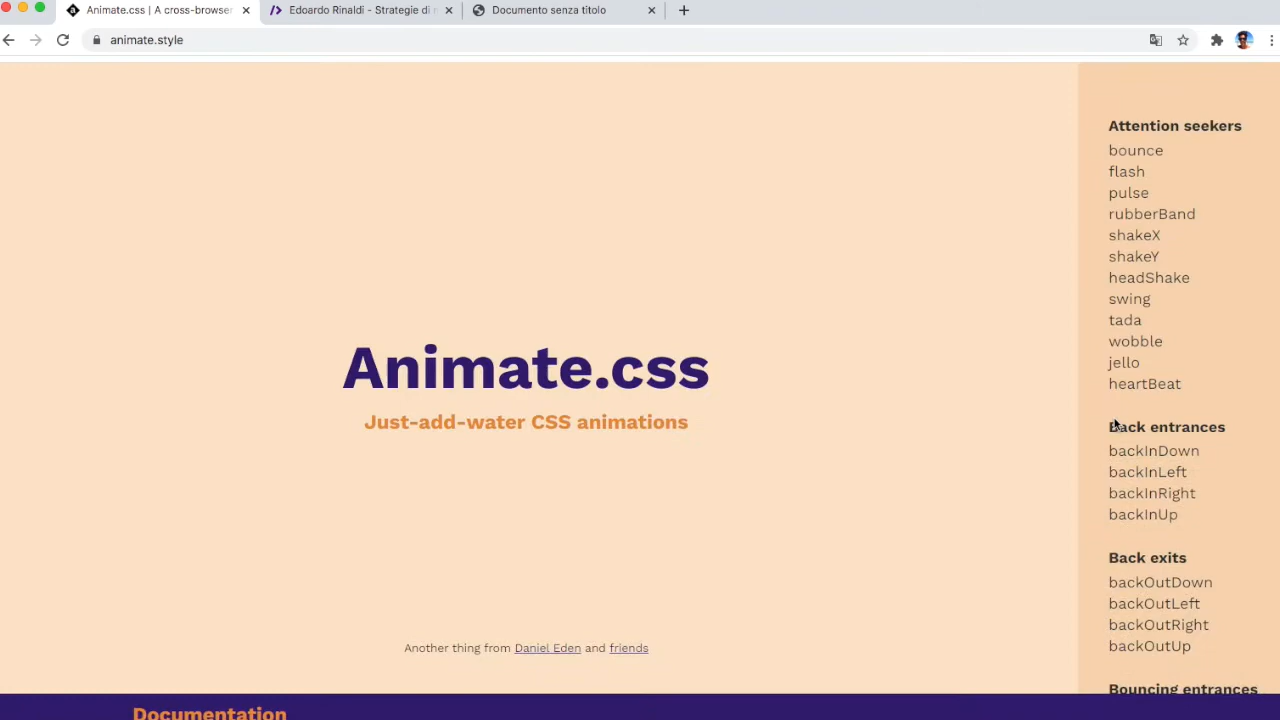 Animate.css | A cross-browser
Edoardo Rinaldi - Strategie di
Documento senza titolo
animate.style
Attention seekers
bounce
flash
pulse
rubberBand
shakeX
shakeY
headShake
swing
tada
wobble
jello
heartBeat
Back entrances
backInDown
backInLeft
backInRight
backInUp
Back exits
backOutDown
backOutLeft
backOutRight
backOutUp
Bouncing entrances
Animate.css
Just-add-water CSS animations
Another thing from Daniel Eden and friends
Documentation